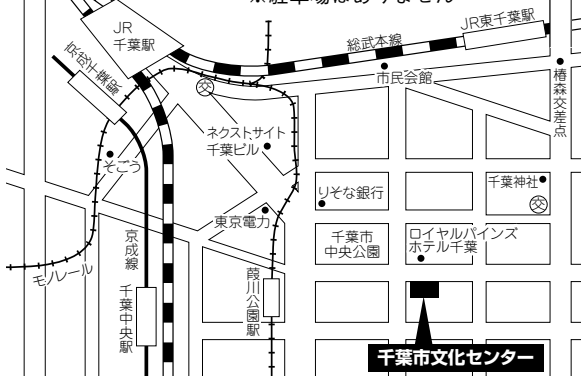 ※駐車場はありません
JR
千葉駅
JR東千葉駅
総武本線
京成千葉駅
市民会館
椿森交差点
交
ネクストサイト
千葉ビル
そごう
りそな銀行
千葉神社
交
東京電力
千葉市
中央公園
ロイヤルパインズ
ホテル千葉
京成線
モノレール
葭川公園駅
千葉中央駅
千葉市文化センター